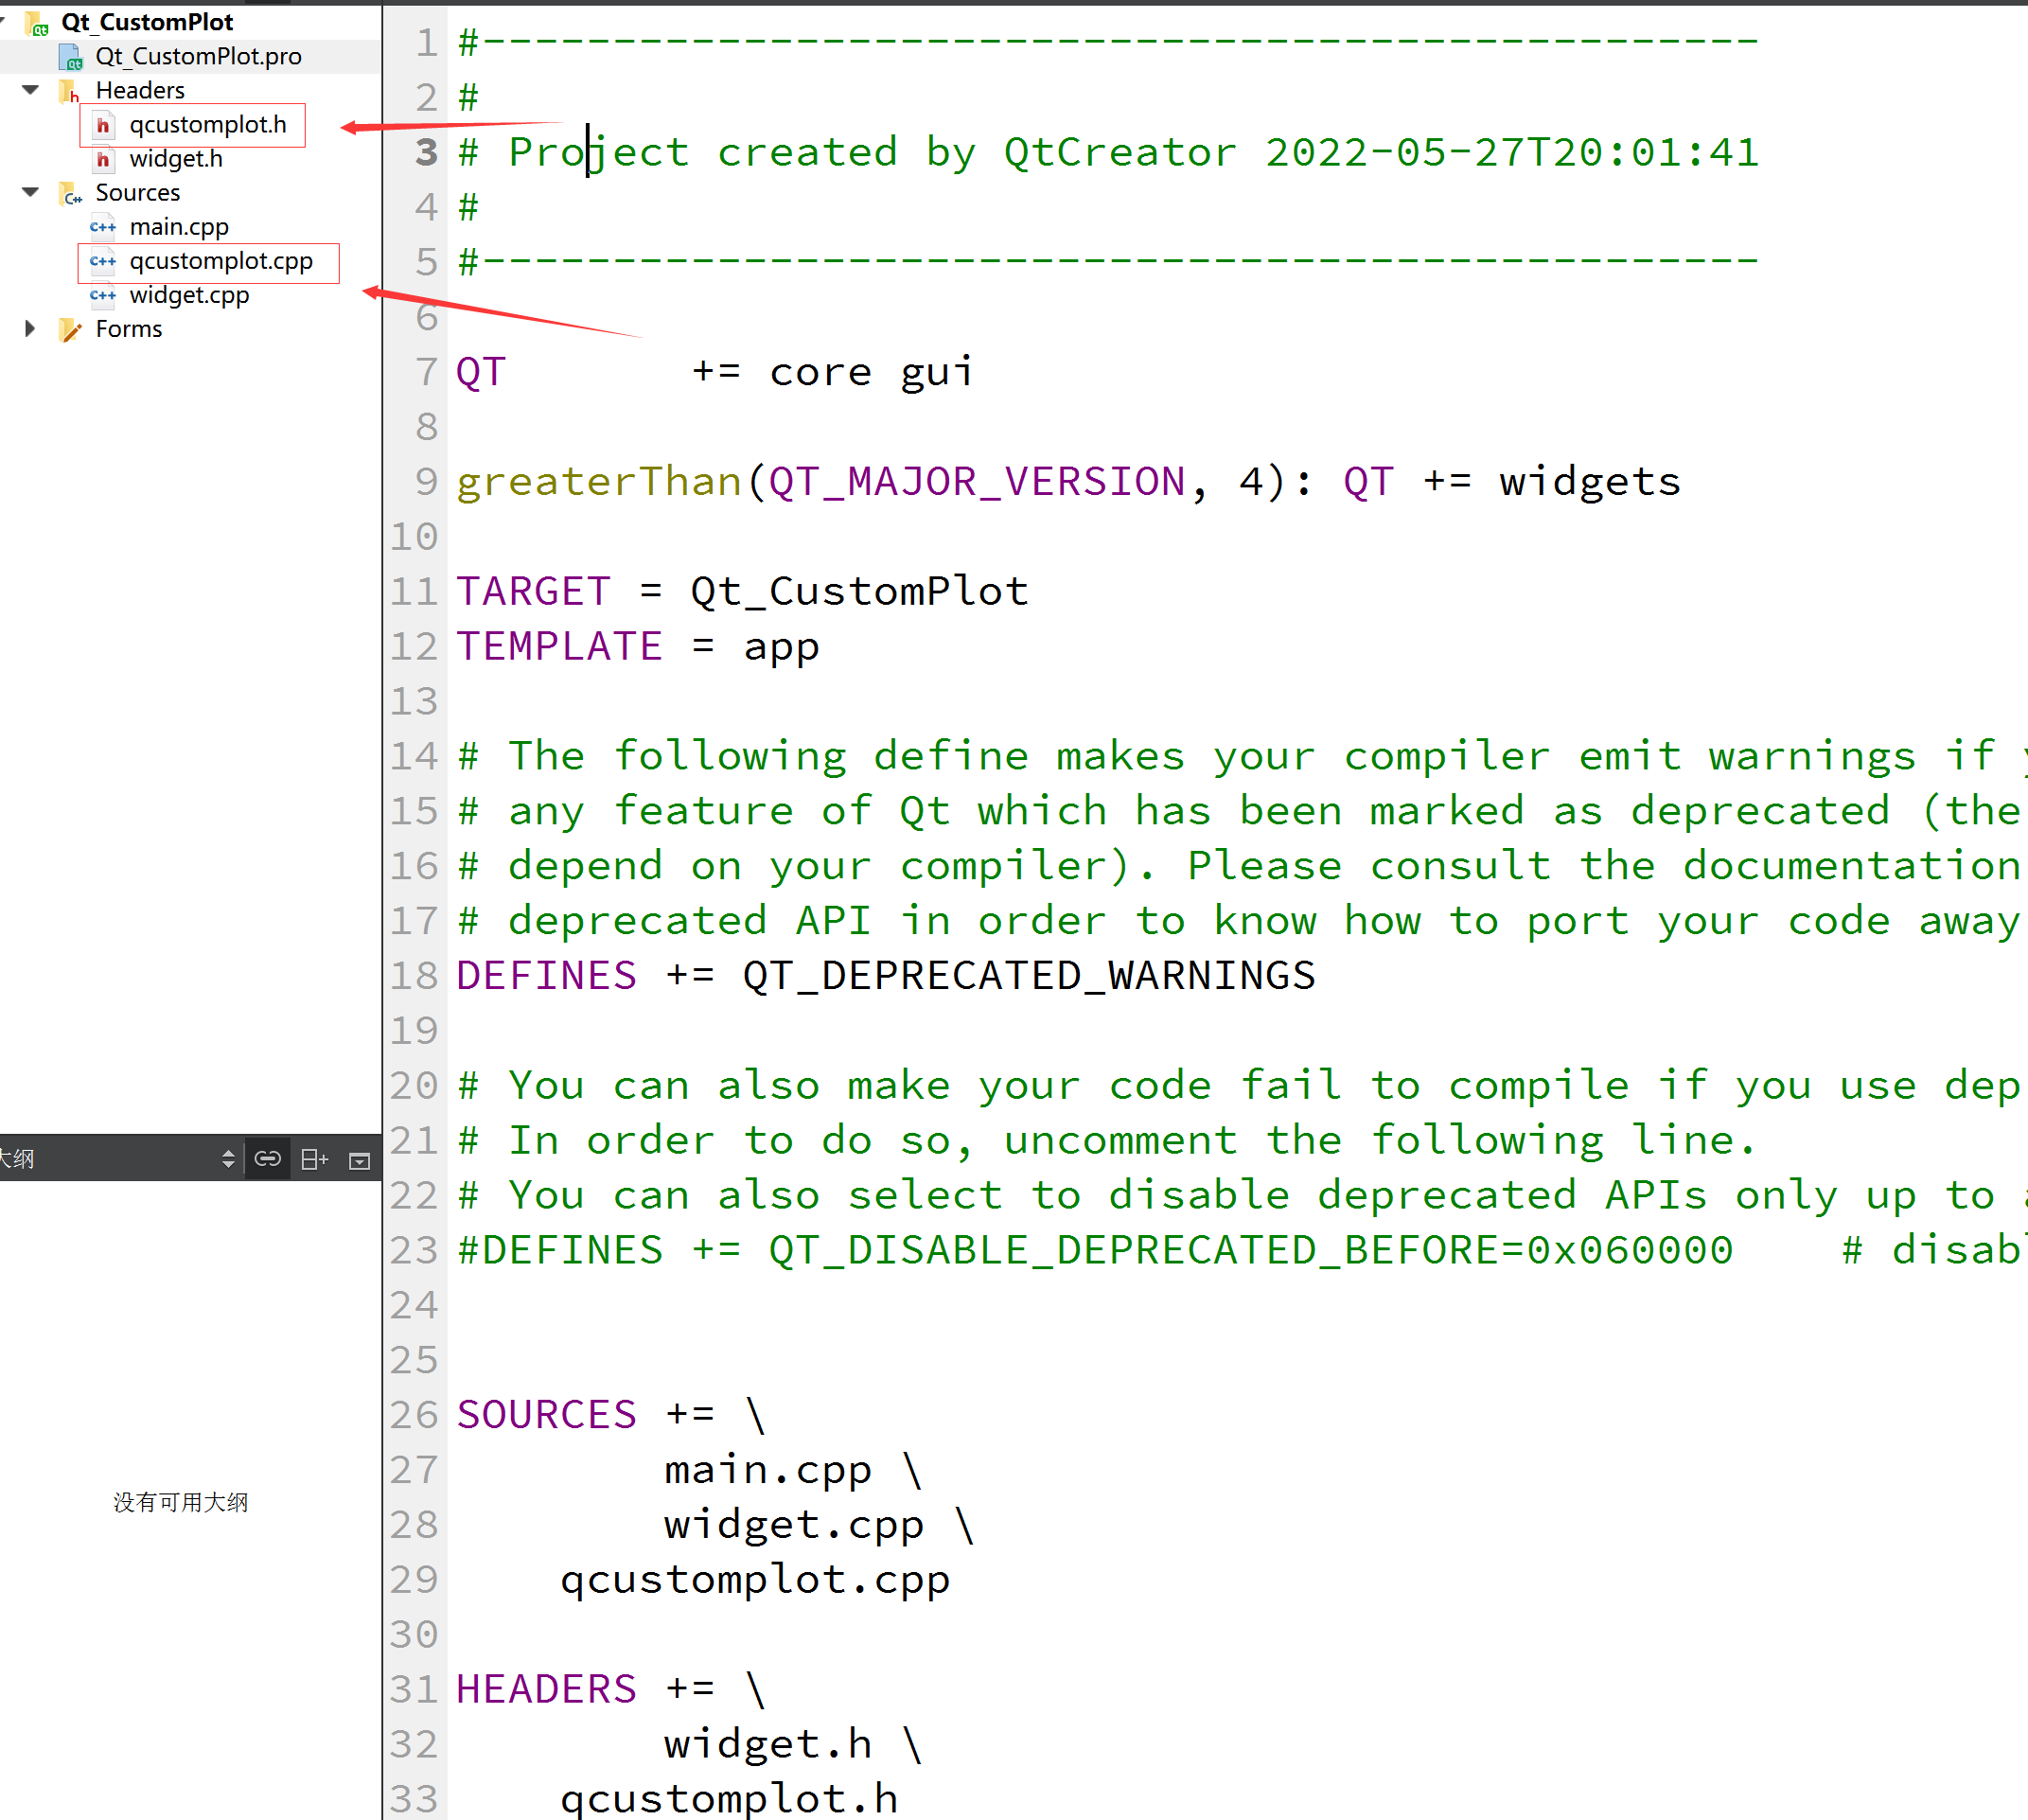 Qt_CustomPlot
Qt_CustomPlot.pro
Headers
qcustomplot.h
widget.h
Sources
main.cpp
qcustomplot.cpp
widget.cpp
Forms
大纲
没有可用大纲
1 #-------------------------------------------------
2 #
3 # Project created by QtCreator 2022-05-27T20:01:41
4 #
5 #-------------------------------------------------
6
7 QT       += core gui
8
9 greaterThan(QT_MAJOR_VERSION, 4): QT += widgets
10
11 TARGET = Qt_CustomPlot
12 TEMPLATE = app
13
14 # The following define makes your compiler emit warnings if
15 # any feature of Qt which has been marked as deprecated (the
16 # depend on your compiler). Please consult the documentation
17 # deprecated API in order to know how to port your code away
18 DEFINES += QT_DEPRECATED_WARNINGS
19
20 # You can also make your code fail to compile if you use dep
21 # In order to do so, uncomment the following line.
22 # You can also select to disable deprecated APIs only up to
23 #DEFINES += QT_DISABLE_DEPRECATED_BEFORE=0x060000    # disab
24
25
26 SOURCES += \
27         main.cpp \
28         widget.cpp \
29     qcustomplot.cpp
30
31 HEADERS += \
32         widget.h \
33     qcustomplot.h